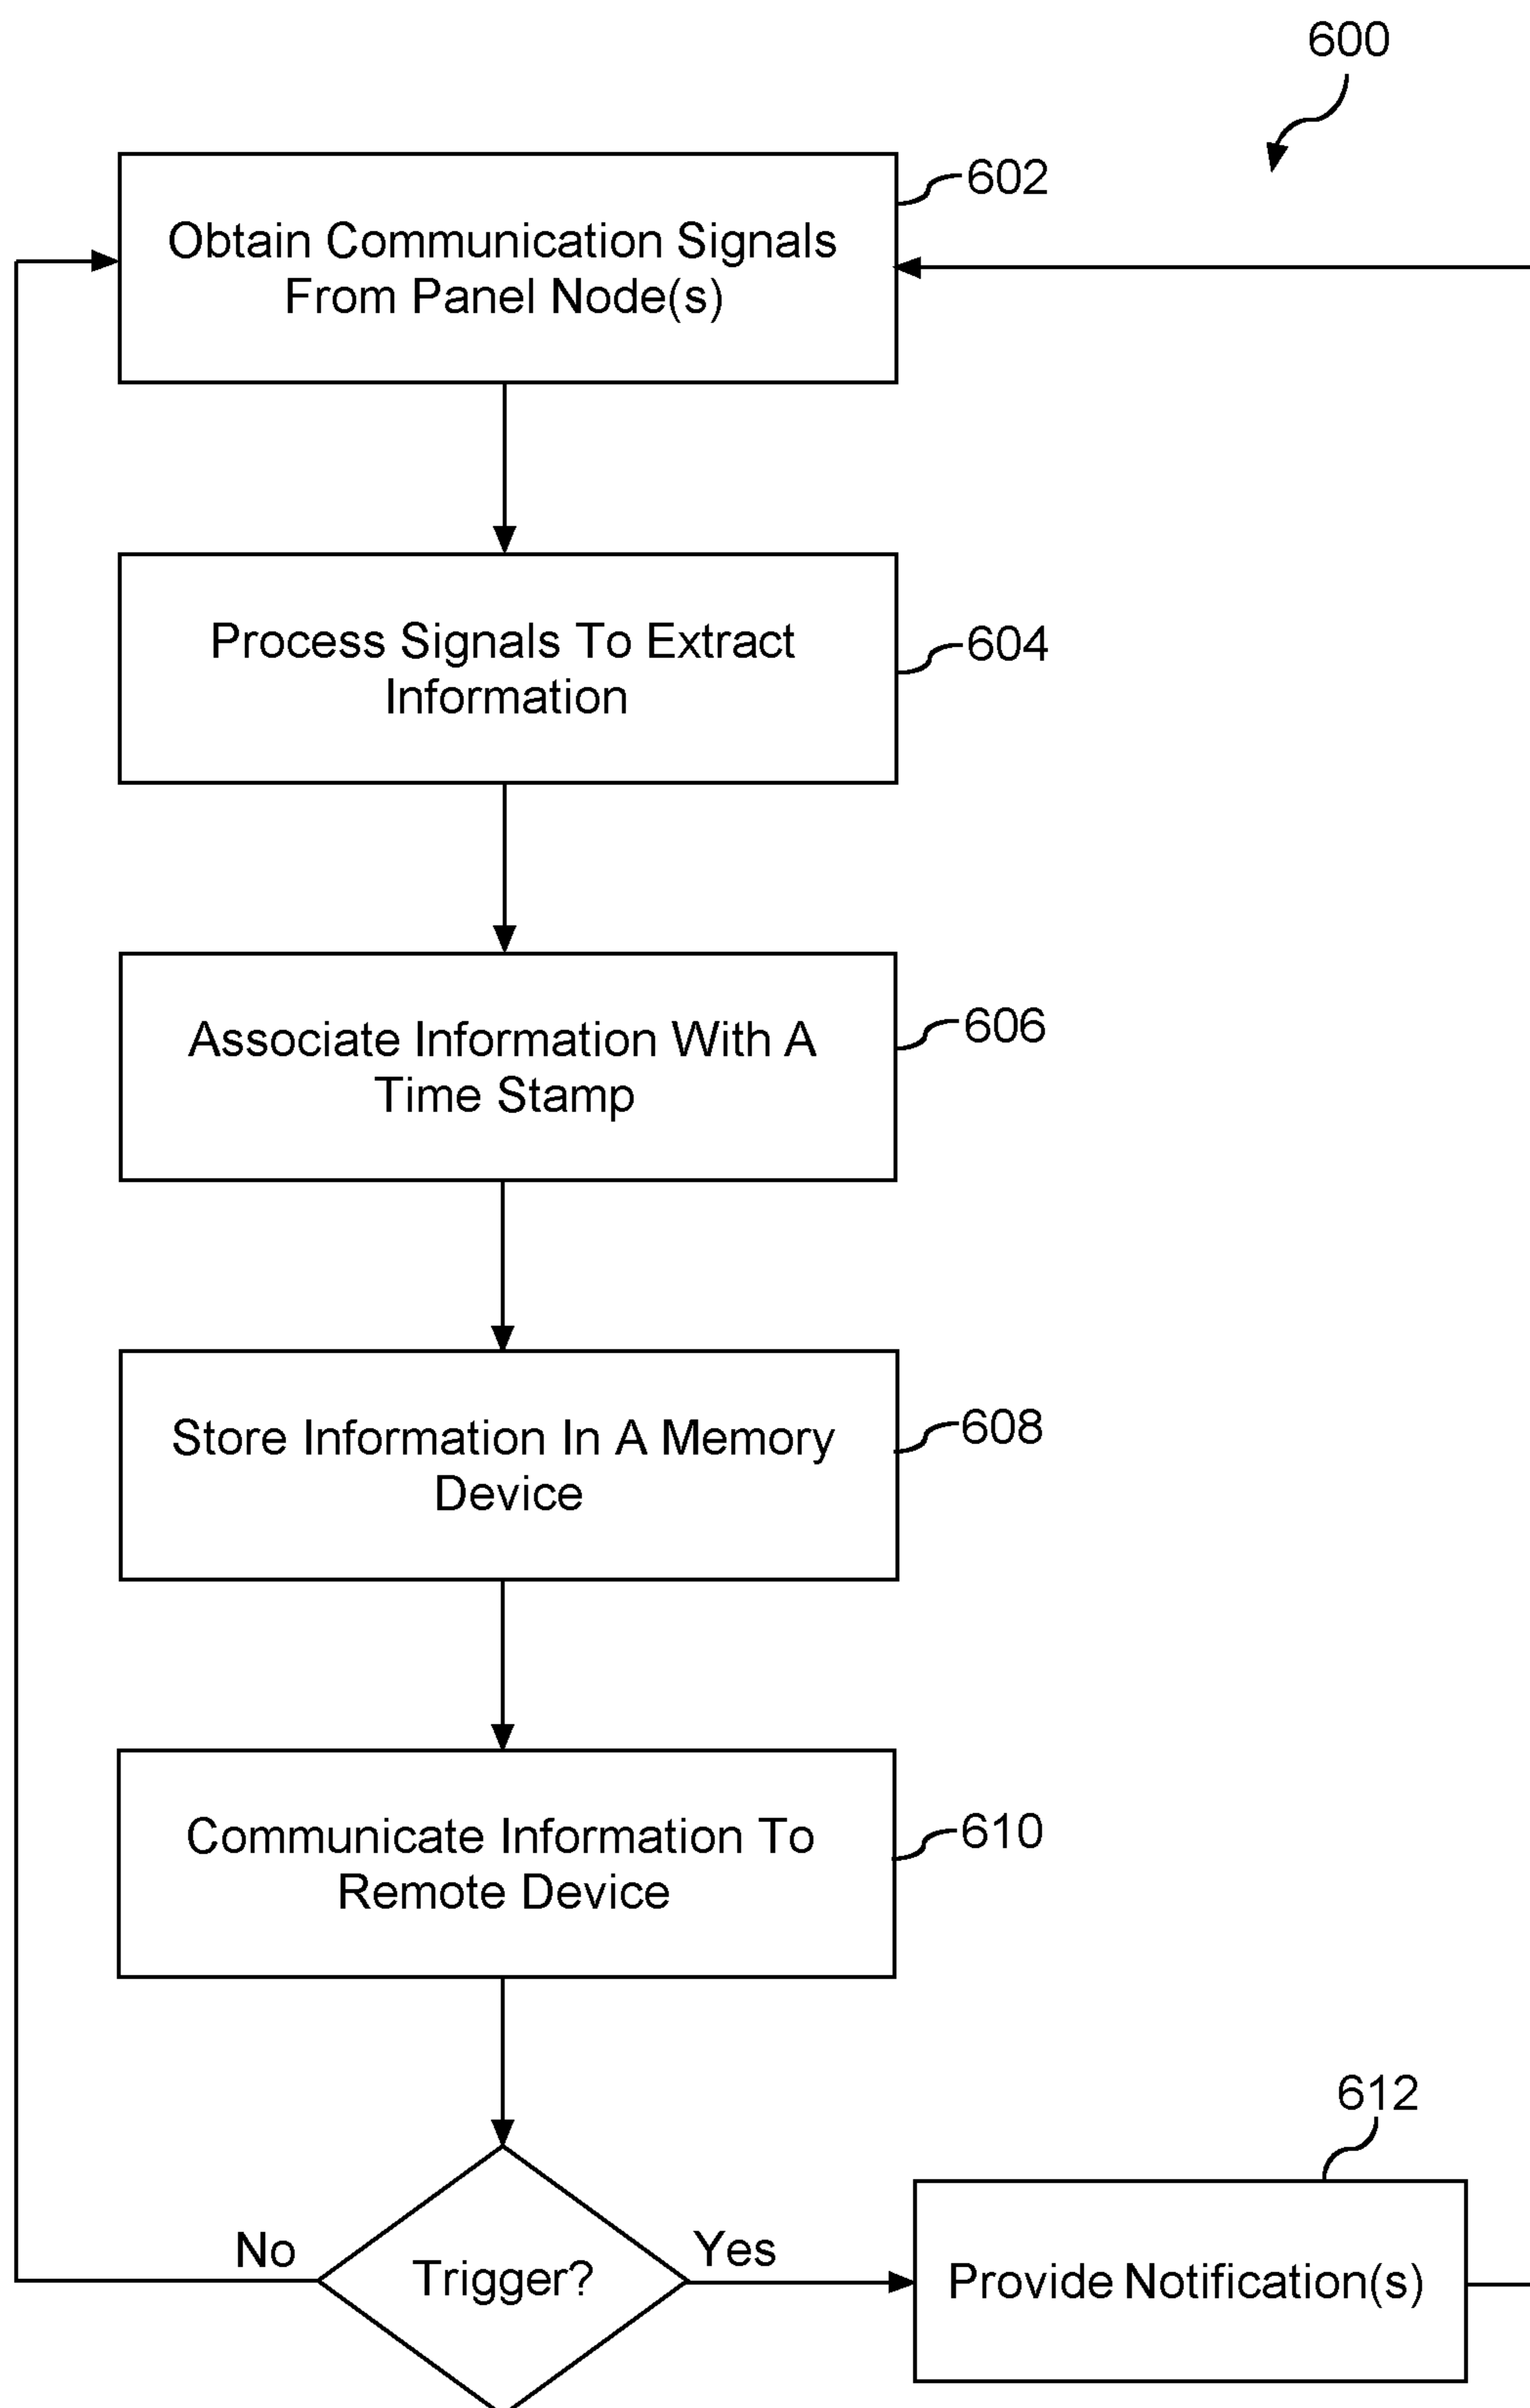 600
602
Obtain Communication Signals
From Panel Node(s)
Process Signals To Extract
Information
604
Associate Information With A
Time Stamp
606
Store Information In A Memory
Device
608
Communicate Information To
Remote Device
610
612
No
Trigger?
Yes
Provide Notification(s)